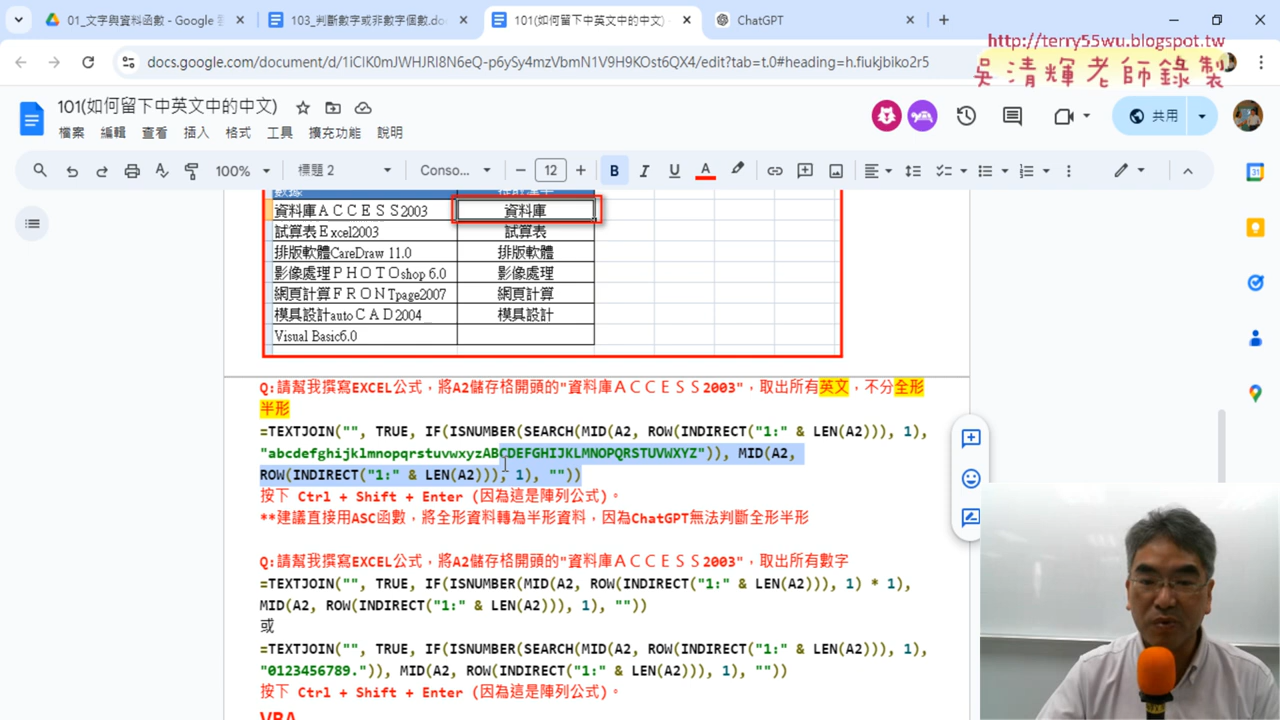 01_文字與資料函數 - Google
103_判斷數字或非數字個數.do
101(如何留下中英文中的中文)
ChatGPT
http://terry55wu.blogspot.tw
docs.google.com/document/d/1iCIK0mJWHJRl8N6eQ-p6ySy4mzVbmN1V9H9KOst6QX4/edit?tab=t.0#heading=h.fiukjbiko2r5
吳清輝老師錄製
101(如何留下中英文中的中文)
檔案 編輯 查看 插入 格式 工具 擴充功能 說明
共用
100% 標題 2 Conso... 12 B I U A
資料庫ＡＣＣＥＳＳ2003 資料庫
試算表Ｅxcel2003 試算表
排版軟體CareDraw 11.0 排版軟體
影像處理ＰＨＯＴＯshop 6.0 影像處理
網頁計算ＦＲＯＮＴpage2007 網頁計算
模具設計autoＣＡＤ2004 模具設計
Visual Basic6.0
Q:請幫我撰寫EXCEL公式，將A2儲存格開頭的"資料庫ＡＣＣＥＳＳ2003"，取出所有英文，不分全形
半形
=TEXTJOIN("", TRUE, IF(ISNUMBER(SEARCH(MID(A2, ROW(INDIRECT("1:" & LEN(A2))), 1),
"abcdefghijklmnopqrstuvwxyzABCDEFGHIJKLMNOPQRSTUVWXYZ")), MID(A2,
ROW(INDIRECT("1:" & LEN(A2))), 1), ""))
按下 Ctrl + Shift + Enter (因為這是陣列公式)。
**建議直接用ASC函數，將全形資料轉為半形資料，因為ChatGPT無法判斷全形半形
Q:請幫我撰寫EXCEL公式，將A2儲存格開頭的"資料庫ＡＣＣＥＳＳ2003"，取出所有數字
=TEXTJOIN("", TRUE, IF(ISNUMBER(MID(A2, ROW(INDIRECT("1:" & LEN(A2))), 1) * 1),
MID(A2, ROW(INDIRECT("1:" & LEN(A2))), 1), ""))
或
=TEXTJOIN("", TRUE, IF(ISNUMBER(SEARCH(MID(A2, ROW(INDIRECT("1:" & LEN(A2))), 1),
"0123456789.")), MID(A2, ROW(INDIRECT("1:" & LEN(A2))), 1), ""))
按下 Ctrl + Shift + Enter (因為這是陣列公式)。
VBA